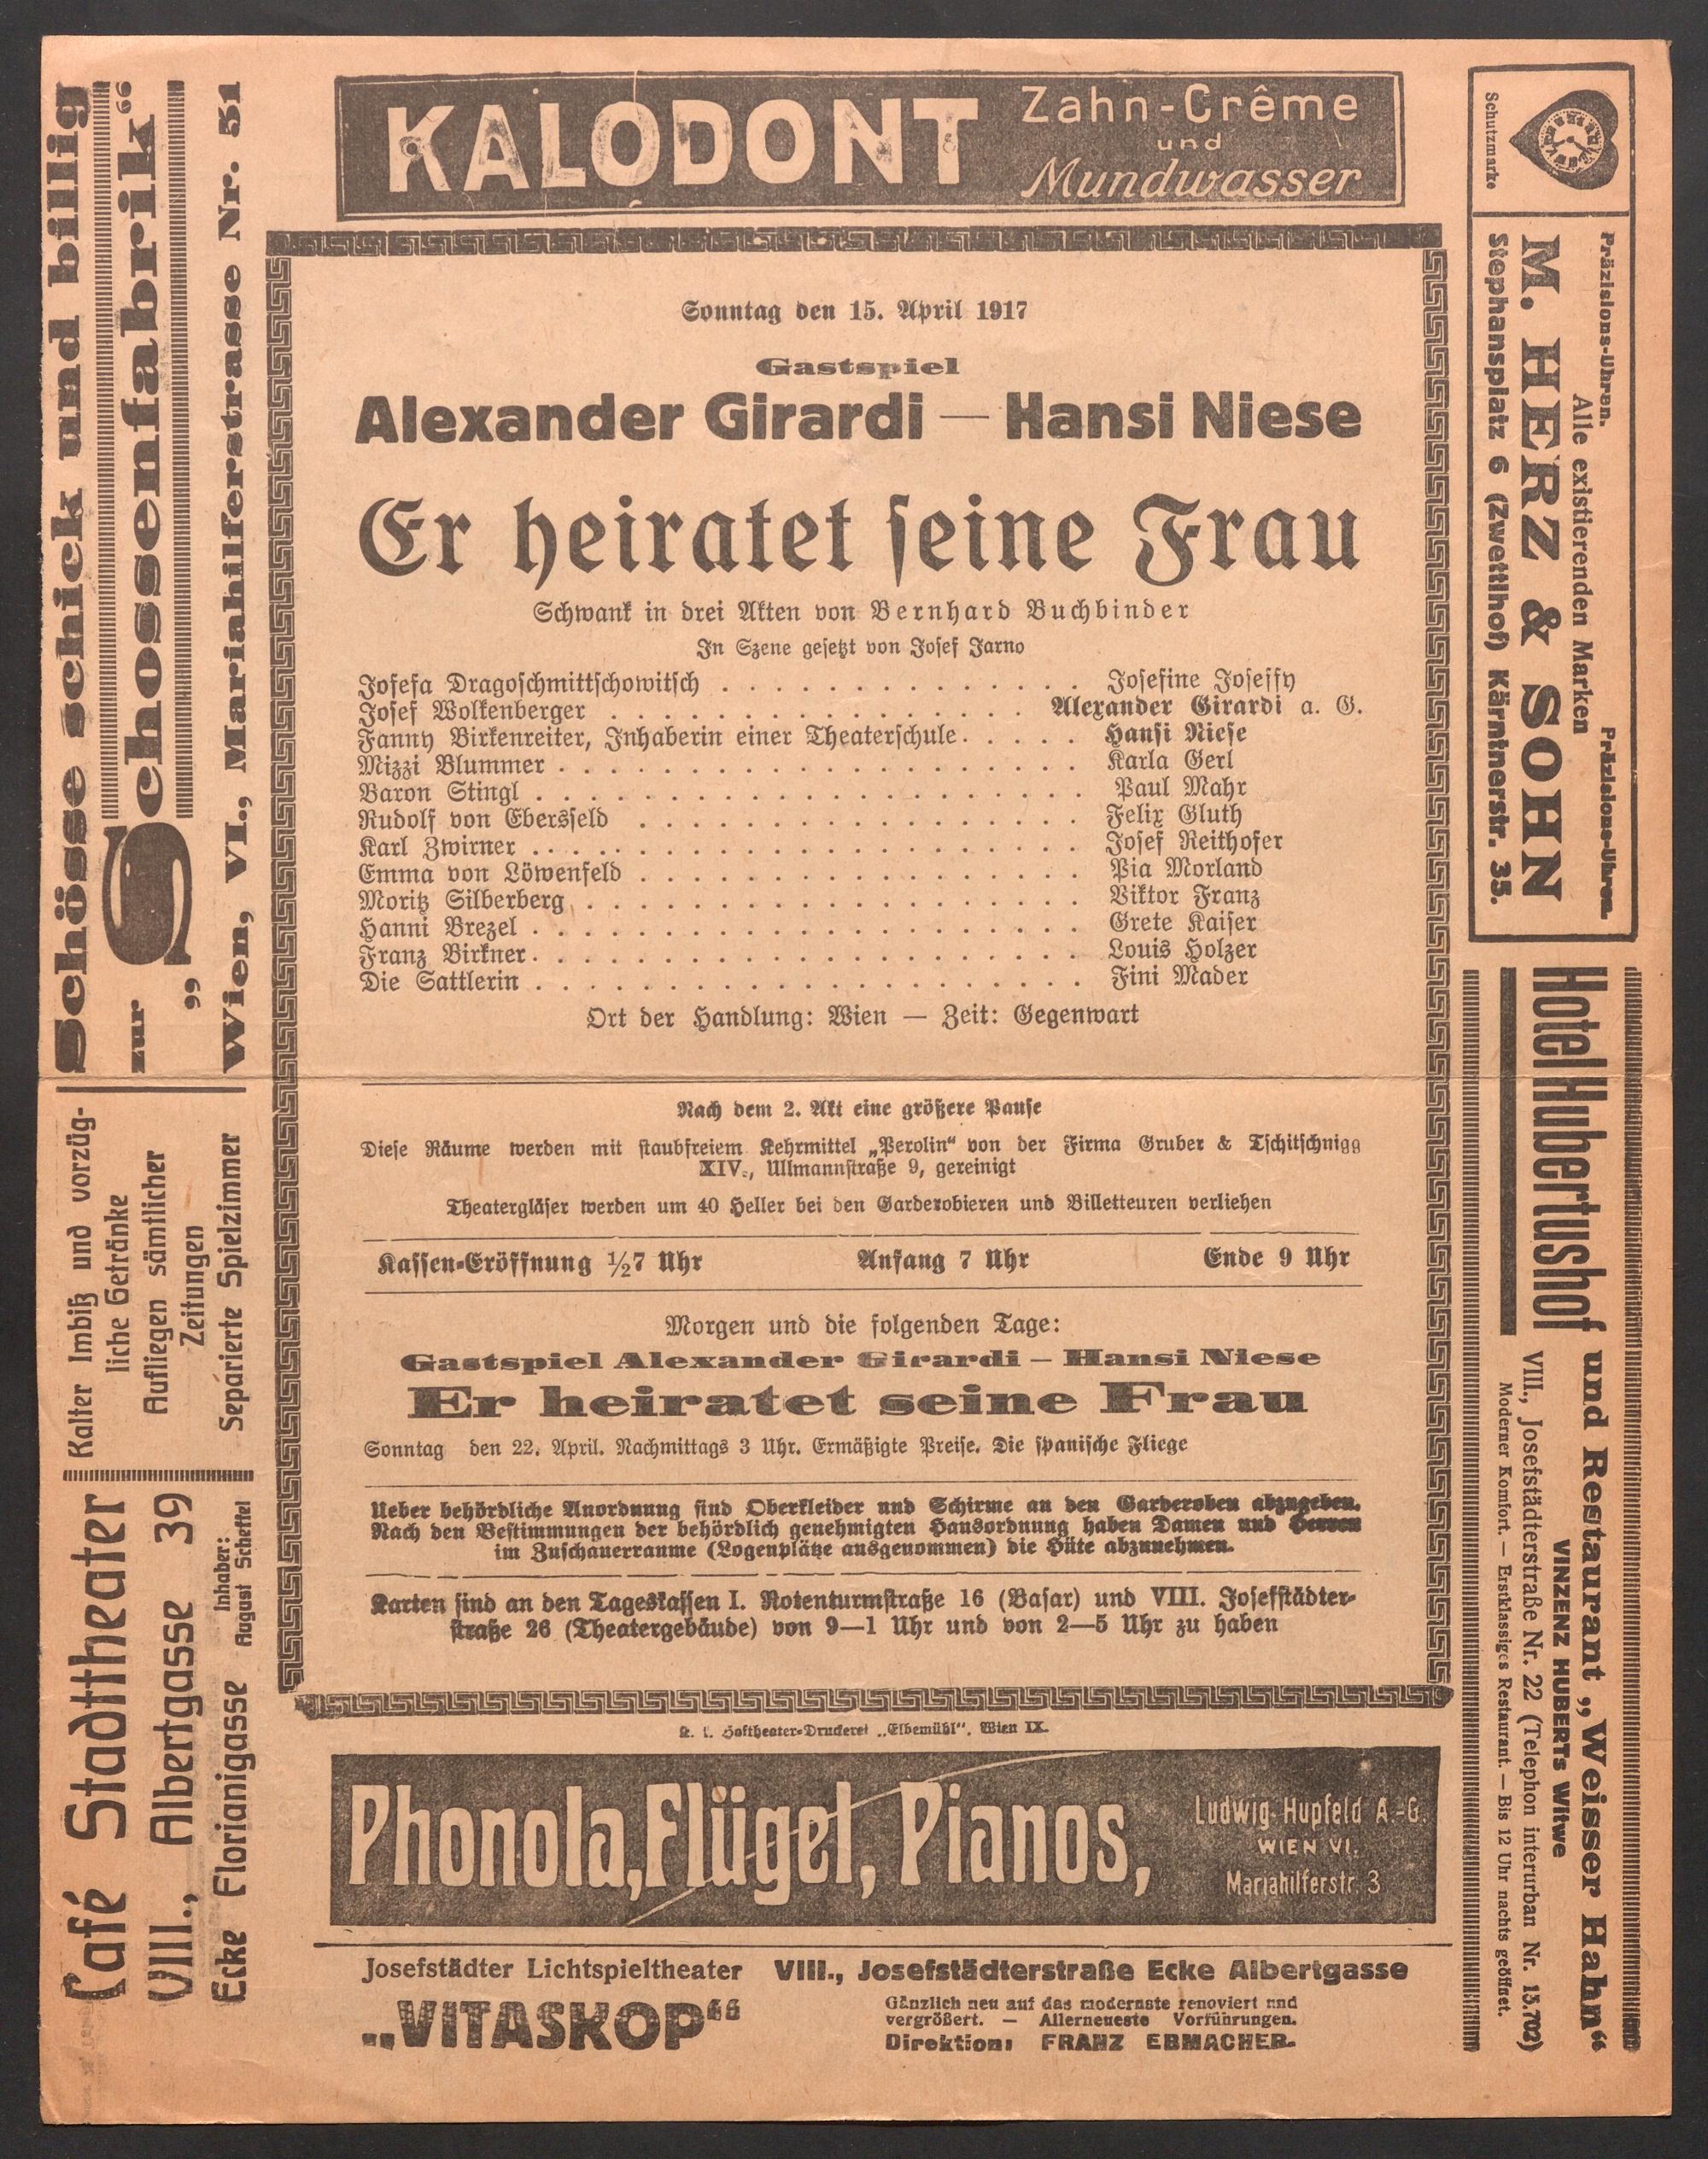 KALODONT
Zahn-Crême
und
Mundwasser
Sonntag den 15. April 1917
Gastspiel
Alexander Girardi — Hansi Niese
Er heiratet seine Frau
Schwank in drei Akten von Bernhard Buchbinder
In Szene gesetzt von Josef Jarno
Josefa Dragoschmittschowitsch . . . . . . . . . . . . . . Josefine Joseffy
Josef Wolkenberger . . . . . . . . . . . . . . . . Alexander Girardi a. G.
Fanny Birkenreiter, Inhaberin einer Theaterschule. . . . . . Hansi Niese
Mizzi Blummer . . . . . . . . . . . . . . . . . . . . Karla Gerl
Baron Stingl . . . . . . . . . . . . . . . . . . . . . Paul Mahr
Rudolf von Ebersfeld . . . . . . . . . . . . . . . . . Felix Gluth
Karl Zwirner . . . . . . . . . . . . . . . . . . . . . Josef Reithofer
Emma von Löwenfeld . . . . . . . . . . . . . . . . . Pia Morland
Moritz Silberberg . . . . . . . . . . . . . . . . . . . Viktor Franz
Hanni Brezel . . . . . . . . . . . . . . . . . . . . . Grete Kaiser
Franz Birkner. . . . . . . . . . . . . . . . . . . . . Louis Holzer
Die Sattlerin . . . . . . . . . . . . . . . . . . . . . Fini Mader
Ort der Handlung: Wien — Zeit: Gegenwart
Nach dem 2. Akt eine größere Pause
Diese Räume werden mit staubfreiem Kehrmittel „Perolin“ von der Firma Gruber & Tschitschnigg
XIV., Ullmannstraße 9, gereinigt
Theatergläser werden um 40 Heller bei den Garderobieren und Billetteuren verliehen
Kassen-Eröffnung ½7 Uhr Anfang 7 Uhr Ende 9 Uhr
Morgen und die folgenden Tage:
Gastspiel Alexander Girardi — Hansi Niese
Er heiratet seine Frau
Sonntag den 22. April. Nachmittags 3 Uhr. Ermäßigte Preise. Die spanische Fliege
Ueber behördliche Anordnung sind Oberkleider und Schirme an den Garderoben abzugeben.
Nach den Bestimmungen der behördlich genehmigten Hausordnung haben Damen und Herren
im Zuschauerraume (Logenplätze ausgenommen) die Hüte abzunehmen.
Karten sind an den Tageskassen I. Rotenturmstraße 16 (Basar) und VIII. Josefstädter-
straße 26 (Theatergebäude) von 9—1 Uhr und von 2—5 Uhr zu haben
K. k. Hoftheater-Druckerei „Elbemühl“, Wien IX.
Phonola, Flügel, Pianos,
Ludwig Hupfeld A.-G.
WIEN VI.
Mariahilferstr. 3
Josefstädter Lichtspieltheater VIII., Josefstädterstraße Ecke Albertgasse
„VITASKOP“
Gänzlich neu auf das modernste renoviert und
vergrößert. — Allerneueste Vorführungen.
Direktion: FRANZ EBMACHER.
Schösse schick und billig
zur
„Schossenfabrik“
Wien, VI., Mariahilferstrasse Nr. 51
Kalter Imbiß und vorzüg-
liche Getränke
Aufliegen sämtlicher
Zeitungen
Separierte Spielzimmer
Café Stadttheater
VIII., Albertgasse 39
Ecke Florianigasse
Inhaber:
August Schettel
Schutzmarke
Präzisions-Uhren. Präzisions-Uhren.
Alle existierenden Marken
M. HERZ & SOHN
Stephansplatz 6 (Zwettlhof) Kärntnerstr. 35.
Hotel Hubertushof
und Restaurant „Weisser Hahn“
VINZENZ HUBERTs Witwe
VIII., Josefstädterstraße Nr. 22 (Telephon interurban Nr. 15.702)
Moderner Komfort. — Erstklassiges Restaurant. — Bis 12 Uhr nachts geöffnet.